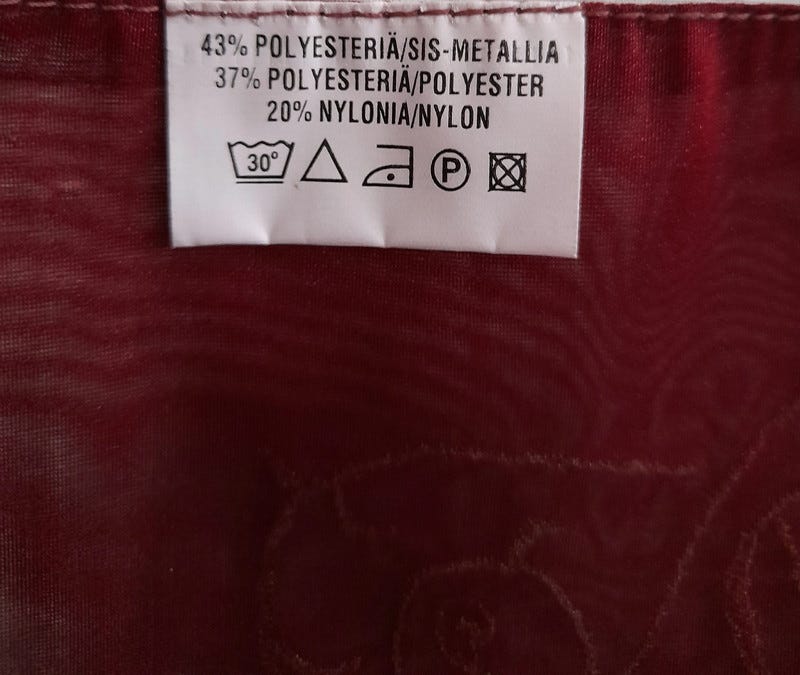 43% POLYESTERIÄ/SIS-METALLIA
37% POLYESTERIÄ/POLYESTER
20% NYLONIA/NYLON
30° P